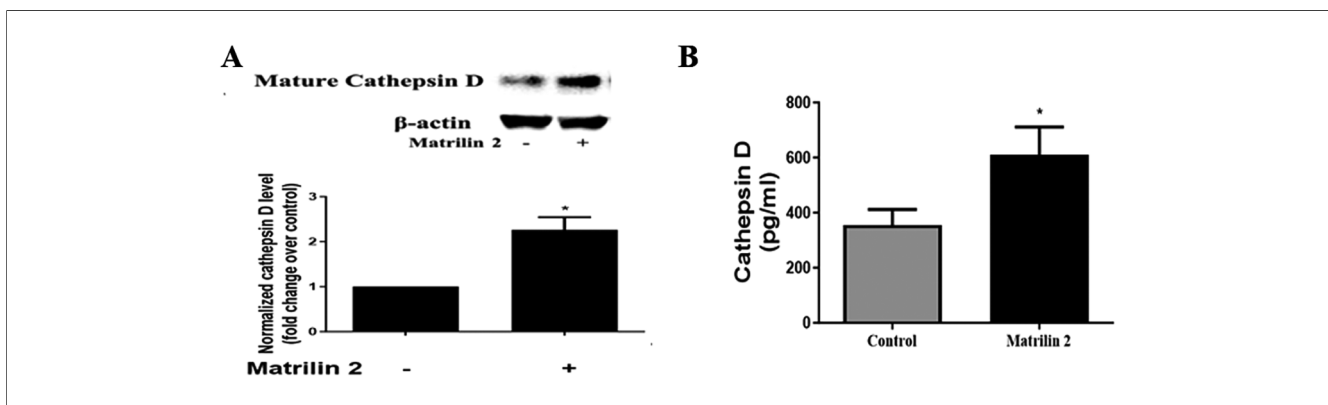 A
Mature Cathepsin D
β-actin
Matrilin 2 - +
Normalized cathepsin D level
(fold change over control)
3
2
1
0
*
Matrilin 2 - +
B
Cathepsin D
(pg/ml)
800
600
400
200
0
*
Control Matrilin 2